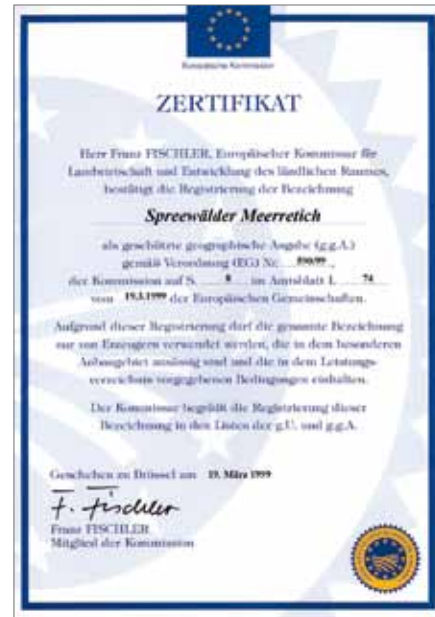 Europäische Kommission
ZERTIFIKAT
Herr Franz FISCHLER, Europäischer Kommissar für
Landwirtschaft und Entwicklung des ländlichen Raumes,
bestätigt die Registrierung der Bezeichnung
Spreewälder Meerrettich
als geschützte geographische Angabe (g.g.A.)
gemäß Verordnung (EG) Nr. 590/99,
der Kommission auf S. 8 im Amtsblatt L 74
vom 19.3.1999 der Europäischen Gemeinschaften.
Aufgrund dieser Registrierung darf die genannte Bezeichnung
nur von Erzeugern verwendet werden, die in dem besonderen
Anbaugebiet ansässig sind und die in dem Leistungs-
verzeichnis vorgegebenen Bedingungen einhalten.
Der Kommissar begrüßt die Registrierung dieser
Bezeichnung in den Listen der g.U. und g.g.A.
Geschehen zu Brüssel am 19. März 1999
F. Fischler
Franz FISCHLER
Mitglied der Kommission